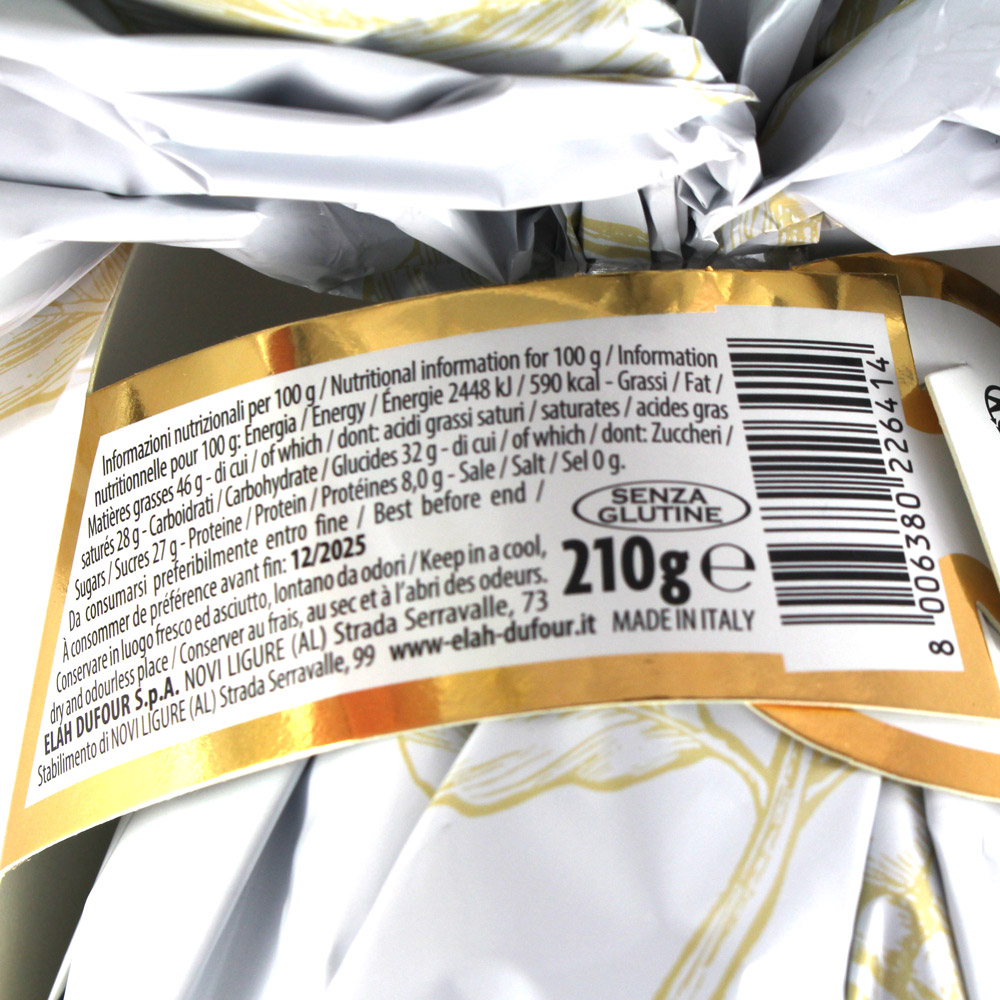 Informazioni nutrizionali per 100 g / Nutritional information for 100 g / Information
nutritionnelle pour 100 g: Energia / Energy / Énergie 2448 kJ / 590 kcal - Grassi / Fat /
Matières grasses 46 g - di cui / of which / dont: acidi grassi saturi / saturates / acides gras
saturés 28 g - Carboidrati / Carbohydrate / Glucides 32 g - di cui / of which / dont: Zuccheri /
Sugars / Sucres 27 g - Proteine / Protein / Protéines 8,0 g - Sale / Salt / Sel 0 g.
Da consumarsi preferibilmente entro fine / Best before end /
À consommer de préférence avant fin: 12/2025
Conservare in luogo fresco ed asciutto, lontano da odori / Keep in a cool,
dry and odourless place / Conserver au frais, au sec et à l'abri des odeurs.
ELAH DUFOUR S.p.A. NOVI LIGURE (AL) Strada Serravalle, 73
Stabilimento di NOVI LIGURE (AL) Strada Serravalle, 99 www-elah-dufour.it
SENZA
GLUTINE
210g e
MADE IN ITALY
8 006380 226414